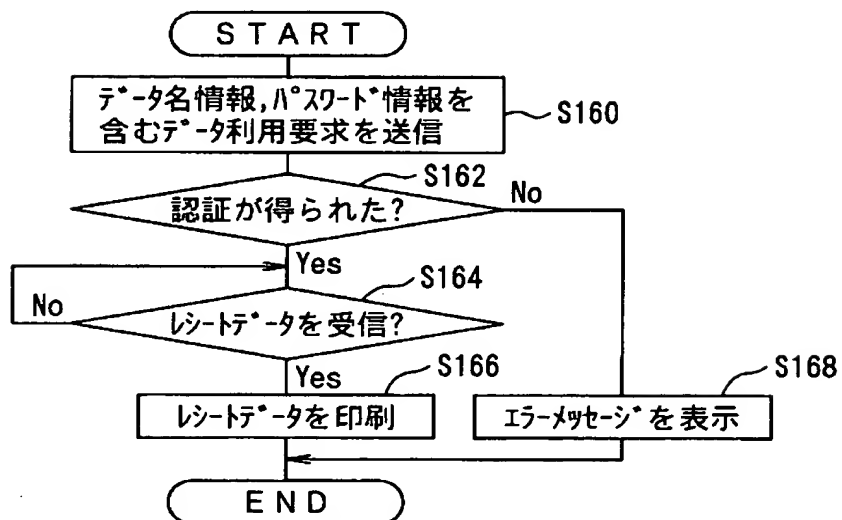 START
データ名情報,パスワード情報を
含むデータ利用要求を送信
S160
S162
認証が得られた?
No
Yes
S164
No
レシートデータを受信?
Yes
S166
レシートデータを印刷
S168
エラーメッセージを表示
END